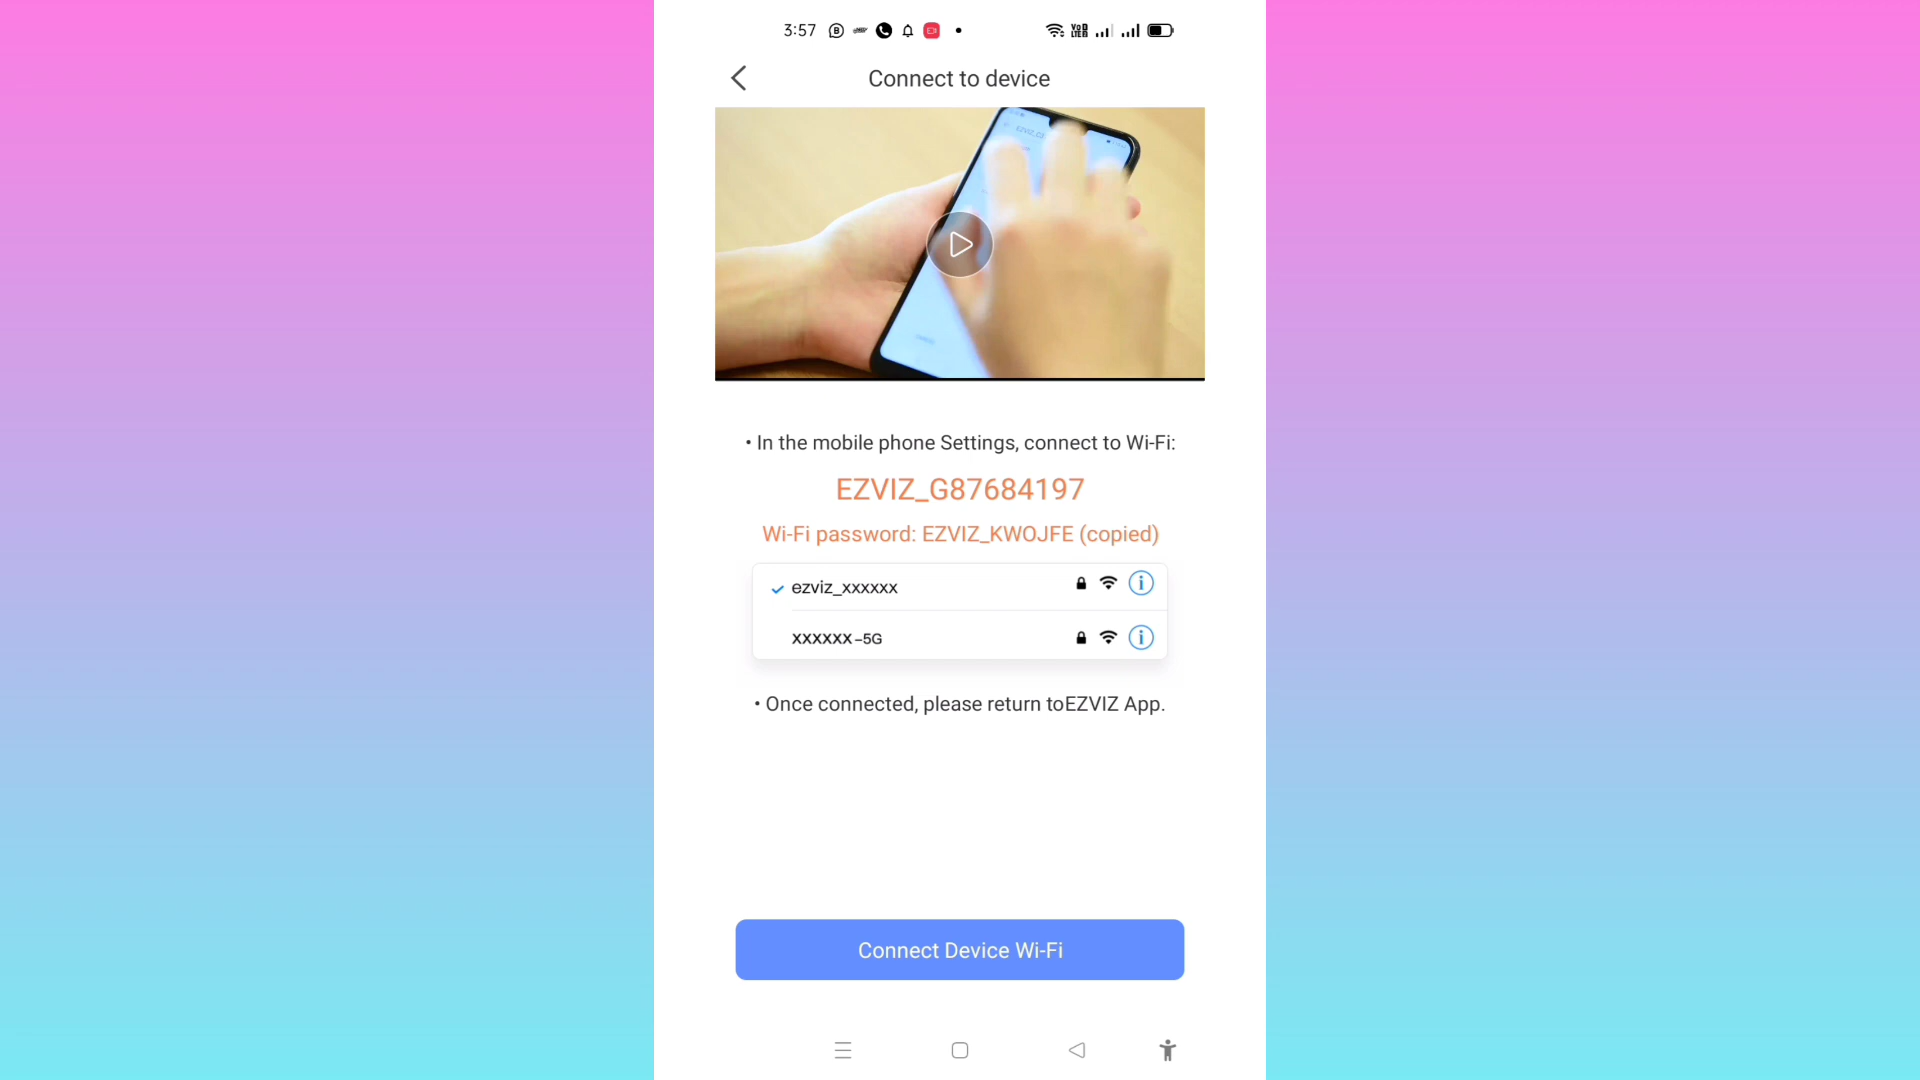 3:57
Connect to device
• In the mobile phone Settings, connect to Wi-Fi:
EZVIZ_G87684197
Wi-Fi password: EZVIZ_KWOJFE (copied)
ezviz_xxxxxx
xxxxxx-5G
• Once connected, please return toEZVIZ App.
Connect Device Wi-Fi